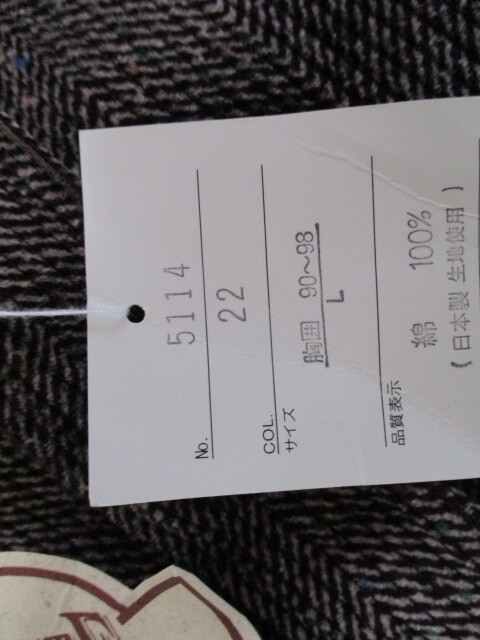 No. 5114
COL. 22
サイズ
胸囲 90～98
L
品質表示
綿 100%
(日本製 生地使用)